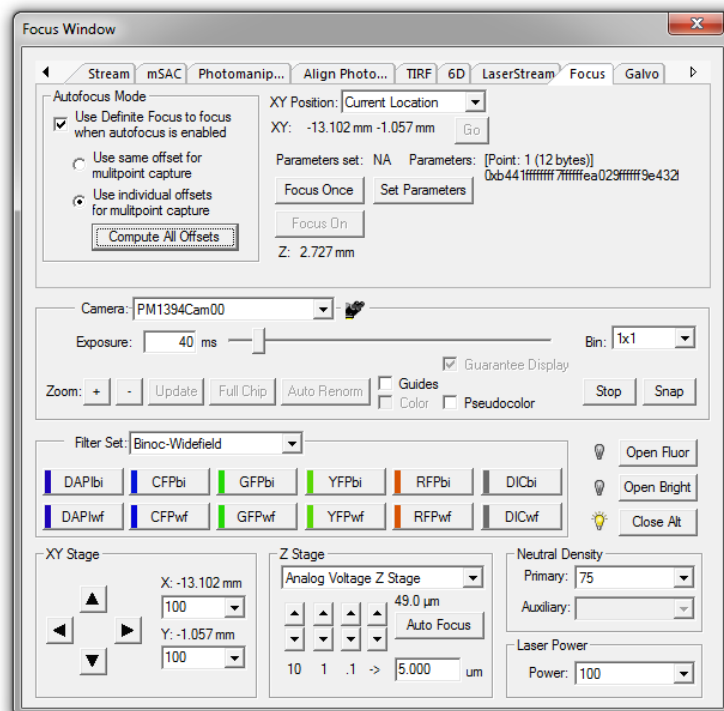 Focus Window
Stream mSAC Photomanip... Align Photo... TIRF 6D LaserStream Focus Galvo
Autofocus Mode
Use Definite Focus to focus
when autofocus is enabled
Use same offset for
mulitpoint capture
Use individual offsets
for mulitpoint capture
Compute All Offsets
XY Position: Current Location
XY: -13.102 mm -1.057 mm Go
Parameters set: NA Parameters: [Point: 1 (12 bytes)]
Focus Once Set Parameters
Focus On
Z: 2.727 mm
Camera: PM1394Cam00
Exposure: 40 ms Bin: 1x1
Guarantee Display
Zoom: + - Update Full Chip Auto Renorm Guides
Color Pseudocolor Stop Snap
Filter Set: Binoc-Widefield
DAPIbi CFPbi GFPbi YFPbi RFPbi DICbi
DAPIwf CFPwf GFPwf YFPwf RFPwf DICwf
Open Fluor
Open Bright
Close Alt
XY Stage
X: -13.102 mm
100
Y: -1.057 mm
100
Z Stage
Analog Voltage Z Stage
49.0 µm
Auto Focus
10 1 .1 -> 5.000 um
Neutral Density
Primary: 75
Auxiliary:
Laser Power
Power: 100